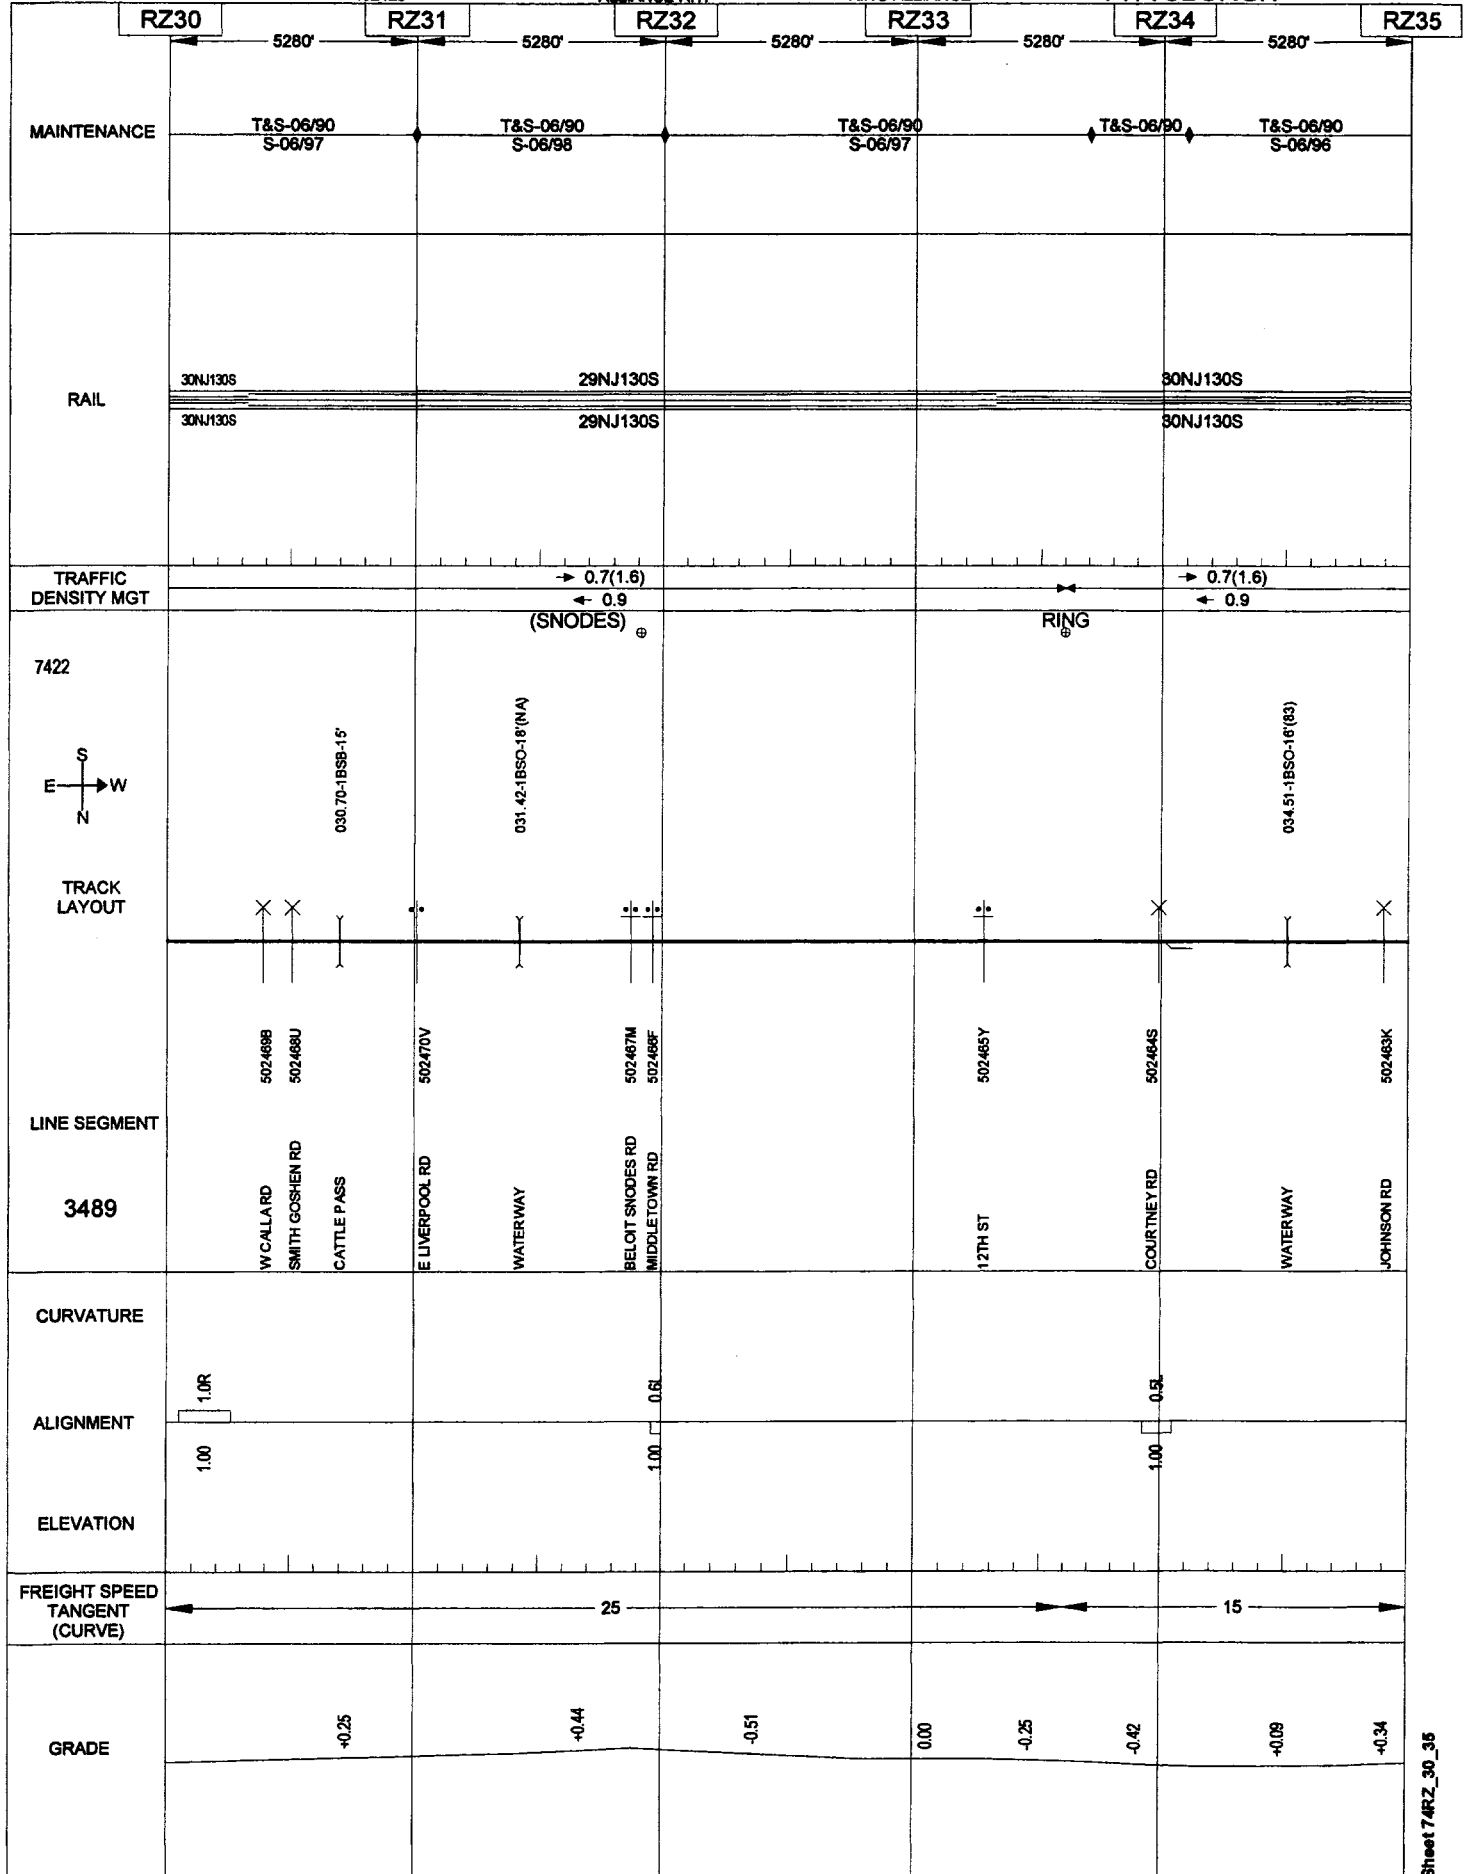 RZ30 RZ31 RZ32 RZ33 RZ34 RZ35
5280' 5280' 5280' 5280' 5280'
MAINTENANCE
T&S-06/90 T&S-06/90 T&S-06/90 T&S-06/90 T&S-06/90
S-06/97 S-06/98 S-06/97 S-06/96
30NJ130S 29NJ130S 30NJ130S
RAIL
30NJ130S 29NJ130S 30NJ130S
TRAFFIC
DENSITY MGT
0.7(1.6) 0.7(1.6)
0.9 0.9
(SNODES) RING
7422
S
E W
N
030.70-1BSB-15'
031.42-1BSO-18'(NA)
034.51-1BSO-16'(83)
TRACK
LAYOUT
502469B
502468U
502470V
502467M
502466F
502465Y
502464S
502463K
LINE SEGMENT
3489
W CALLA RD
SMITH GOSHEN RD
CATTLE PASS
E LIVERPOOL RD
WATERWAY
BELOIT SNODES RD
MIDDLETOWN RD
12TH ST
COURTNEY RD
WATERWAY
JOHNSON RD
CURVATURE
1.0R 0.6L 0.5L
ALIGNMENT
1.00 1.00 1.00
ELEVATION
FREIGHT SPEED
TANGENT
(CURVE)
25 15
GRADE
+0.25 +0.44 -0.51 0.00 -0.25 -0.42 +0.09 +0.34
Sheet 74RZ_30_35